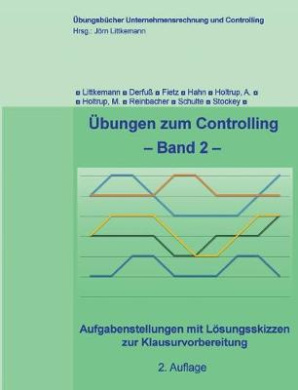 Übungsbücher Unternehmensrechnung und Controlling
Hrsg.: Jörn Littkemann
Littkemann ■ Derfuß ■ Fietz ■ Hahn ■ Holtrup, A. ■
■ Holtrup, M. ■ Reinbacher ■ Schulte ■ Stockey ■
Übungen zum Controlling
– Band 2 –
Aufgabenstellungen mit Lösungsskizzen
zur Klausurvorbereitung
2. Auflage